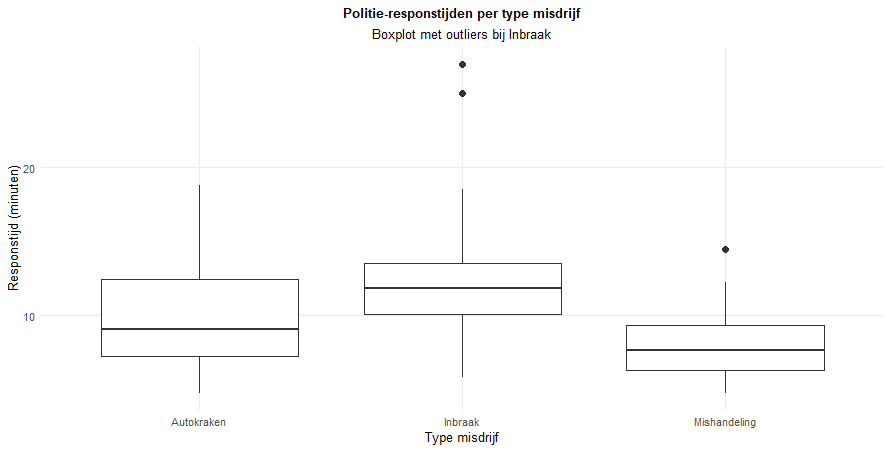 Politie-responstijden per type misdrijf
Boxplot met outliers bij Inbraak
Responstijd (minuten)
20
10
Autokraken
Inbraak
Mishandeling
Type misdrijf